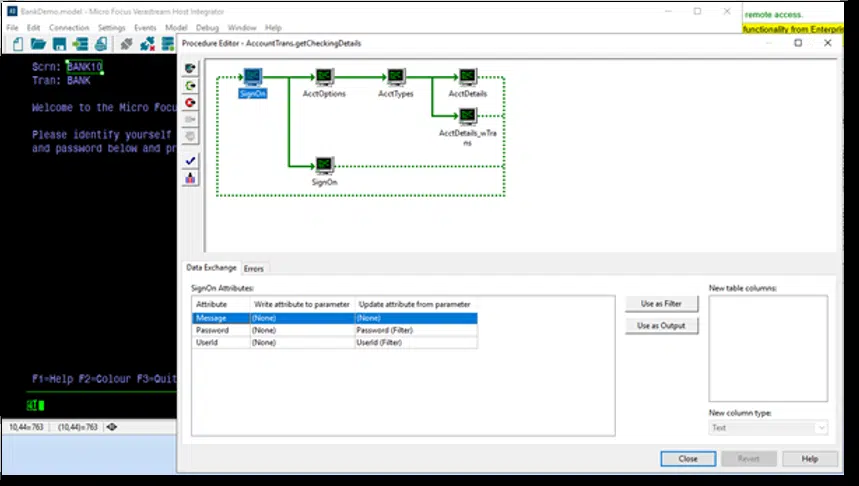 BankDemo.model - Micro Focus Verastream Host Integrator
File Edit Connection Settings Events Model Debug Window Help
remote access.
functionality from Enterpri
Procedure Editor - AccountTrans.getCheckingDetails
Scrn: BANK10
Tran: BANK
Welcome to the Micro Focu
Please identify yourself
and password below and pr
F1=Help F2=Colour F3=Quit
10,44=763 (10,44)=763
SignOn
AcctOptions
AcctTypes
AcctDetails
AcctDetails_wTra
ns
SignOn
Data Exchange Errors
SignOn Attributes:
Attribute Write attribute to parameter Update attribute from parameter
Message (None) (None)
Password (None) Password (Filter)
UserId (None) UserId (Filter)
Use as Filter
Use as Output
New table columns:
New column type:
Text
Close Revert Help